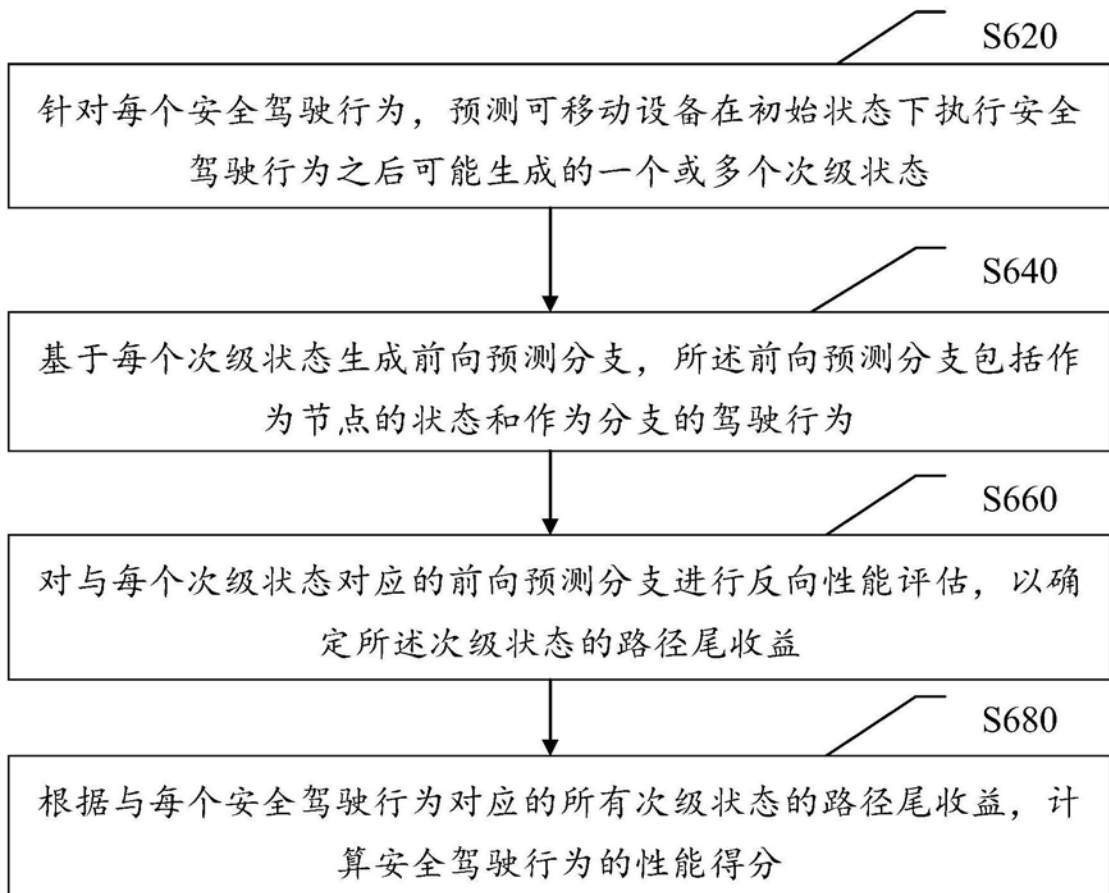 S620
针对每个安全驾驶行为，预测可移动设备在初始状态下执行安全
驾驶行为之后可能生成的一个或多个次级状态
S640
基于每个次级状态生成前向预测分支，所述前向预测分支包括作
为节点的状态和作为分支的驾驶行为
S660
对与每个次级状态对应的前向预测分支进行反向性能评估，以确
定所述次级状态的路径尾收益
S680
根据与每个安全驾驶行为对应的所有次级状态的路径尾收益，计
算安全驾驶行为的性能得分